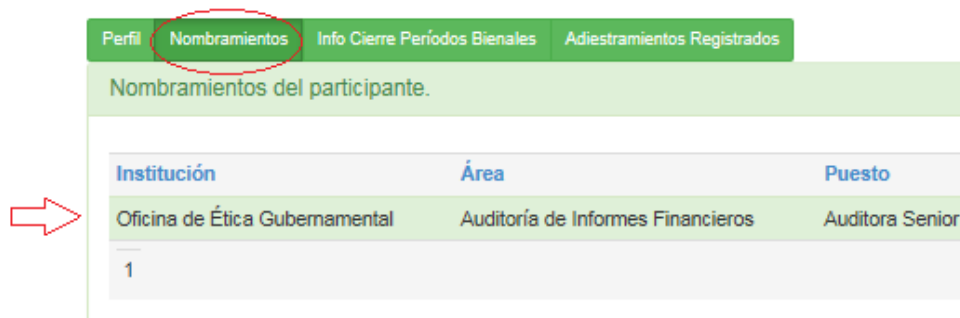 Perfil Nombramientos Info Cierre Períodos Bienales Adiestramientos Registrados
Nombramientos del participante.
Institución Área Puesto
Oficina de Ética Gubernamental Auditoría de Informes Financieros Auditora Senior
1